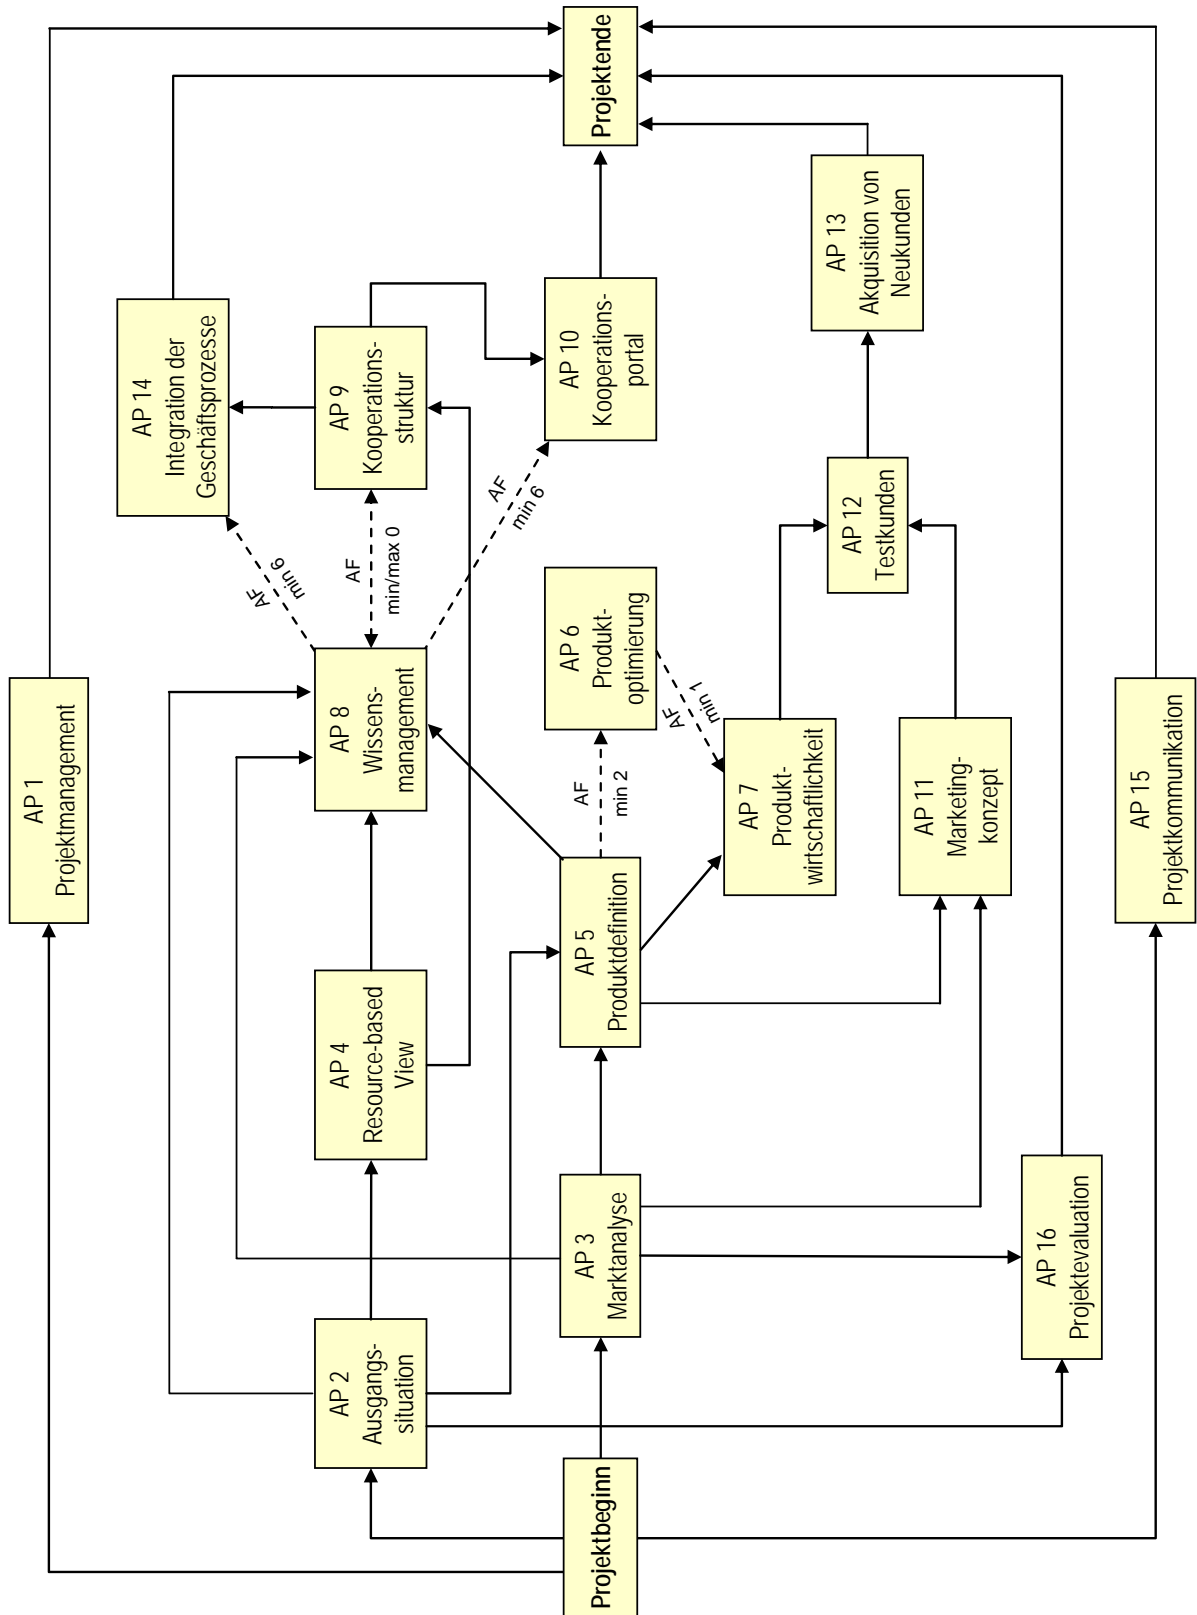 AP 1
Projektmanagement
AP 14
Integration der
Geschäftsprozesse
AF
min 6
AP 2
Ausgangs-
situation
AP 4
Resource-based
View
AP 8
Wissens-
management
AF
min/max 0
AP 9
Kooperations-
struktur
AF
min 6
Projektbeginn
AP 3
Marktanalyse
AP 5
Produktdefinition
AF
min 2
AP 6
Produkt-
optimierung
AP 10
Kooperations-
portal
Projektende
AF
min 1
AP 7
Produkt-
wirtschaftlichkeit
AP 12
Testkunden
AP 13
Akquisition von
Neukunden
AP 11
Marketing-
konzept
AP 16
Projektevaluation
AP 15
Projektkommunikation